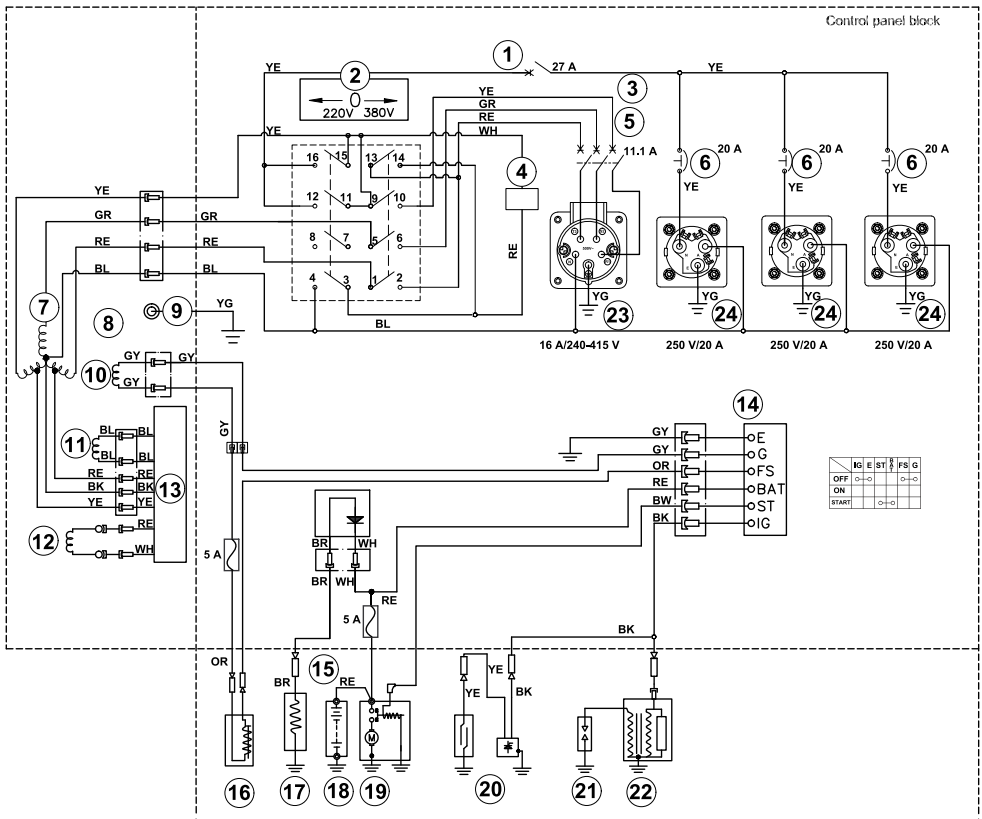 Control panel block
1
27 A
YE
YE
2
0
220V 380V
3
YE
GR
RE
WH
5
11.1 A
20 A
6
20 A
6
20 A
6
YE
YE
YE
YE
16 15 13 14
12 11 9 10
8 7 5 6
4 3 1 2
4
RE
YE
GR GR
RE RE
BL BL
BL
7
8
9 YG
YG
23
YG
24
YG
24
YG
24
16 A/240-415 V
250 V/20 A
250 V/20 A
250 V/20 A
10
GY GY
GY
GY
11
BL BL
BL BL
RE RE
BK BK
YE YE
13
12
RE
WH
14
GY E
GY G
OR FS
RE BAT
BW ST
BK IG
IG E ST BAT FS G
OFF
ON
START
5 A
BR WH
BR WH
RE
5 A
BK
OR
BR
15
RE
M
YE
YE
BK
16
17
18
19
20
21
22